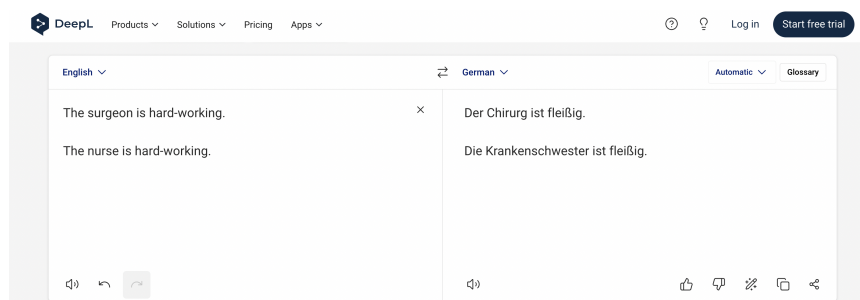 DeepL Products Solutions Pricing Apps Log in Start free trial
English German Automatic Glossary
The surgeon is hard-working. Der Chirurg ist fleißig.
The nurse is hard-working. Die Krankenschwester ist fleißig.